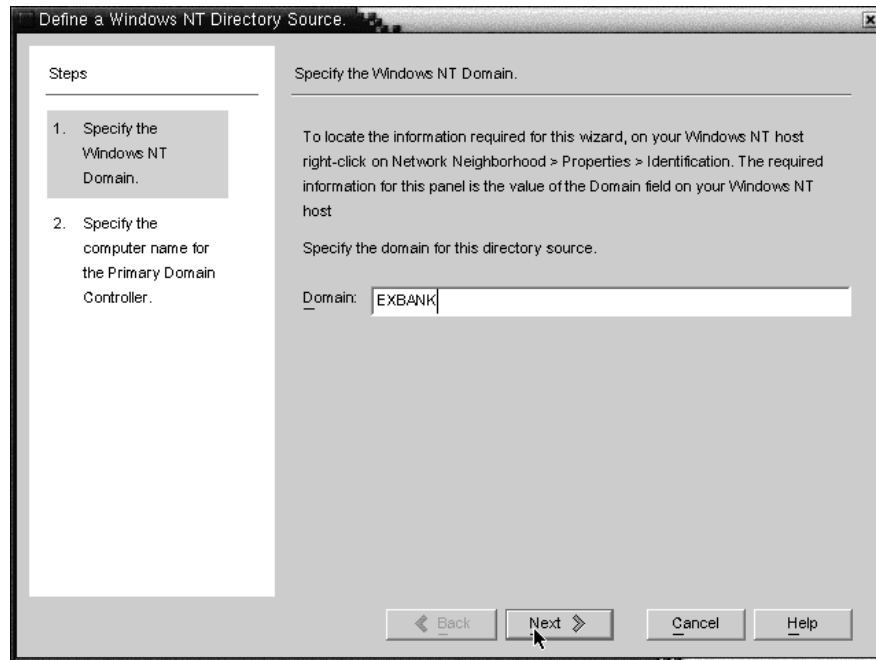 Define a Windows NT Directory Source.
Steps
1. Specify the
Windows NT
Domain.
2. Specify the
computer name for
the Primary Domain
Controller.
Specify the Windows NT Domain.
To locate the information required for this wizard, on your Windows NT host
right-click on Network Neighborhood > Properties > Identification. The required
information for this panel is the value of the Domain field on your Windows NT
host
Specify the domain for this directory source.
Domain: EXBANK
Back Next Cancel Help